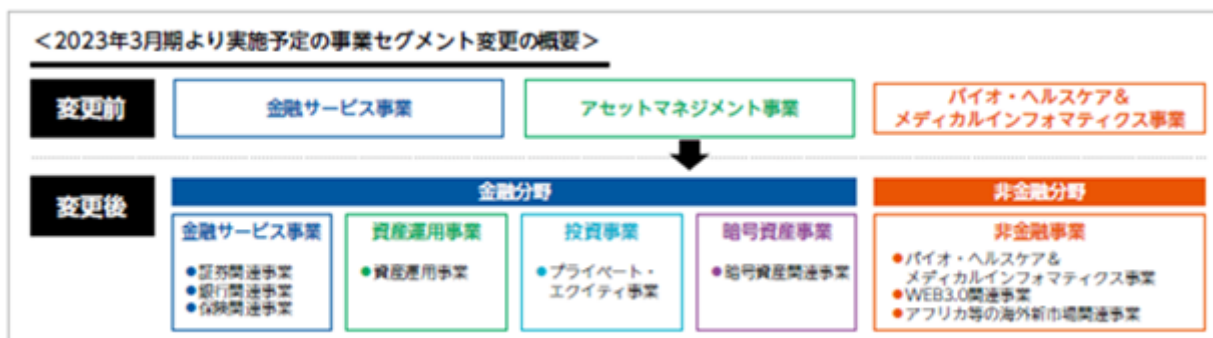 ＜2023年3月期より実施予定の事業セグメント変更の概要＞
変更前
金融サービス事業
アセットマネジメント事業
バイオ・ヘルスケア＆
メディカルインフォマティクス事業
変更後
金融分野
非金融分野
金融サービス事業
●証券関連事業
●銀行関連事業
●保険関連事業
資産運用事業
●資産運用事業
投資事業
●プライベート・
エクイティ事業
暗号資産事業
●暗号資産関連事業
非金融事業
●バイオ・ヘルスケア＆
メディカルインフォマティクス事業
●WEB3.0関連事業
●アフリカ等の海外新市場関連事業